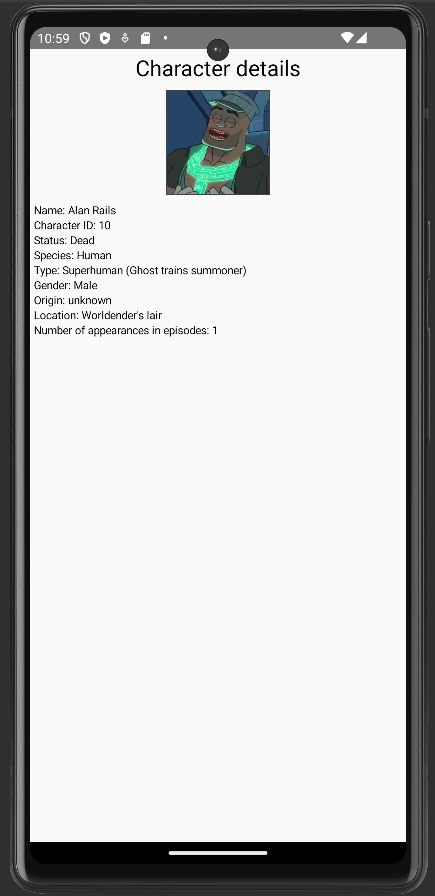 10:59
Character details
Name: Alan Rails
Character ID: 10
Status: Dead
Species: Human
Type: Superhuman (Ghost trains summoner)
Gender: Male
Origin: unknown
Location: Worldender's lair
Number of appearances in episodes: 1